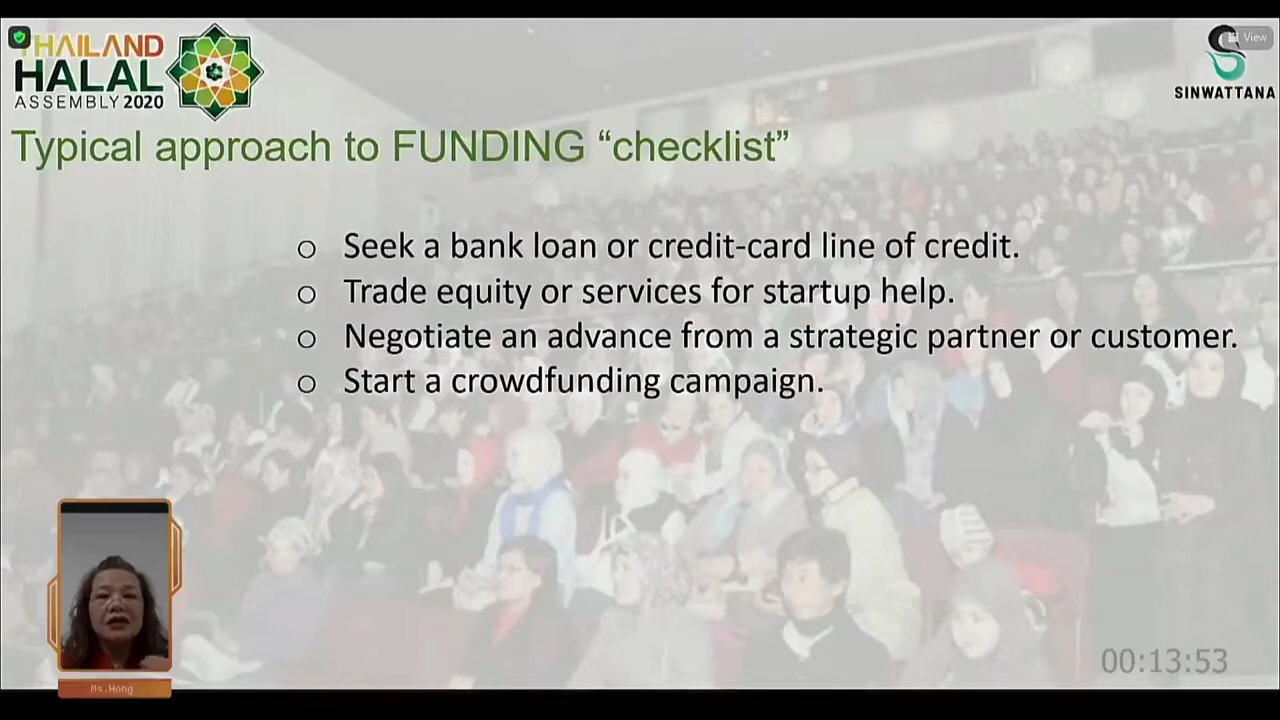 THAILAND
HALAL
ASSEMBLY 2020
View
SINWATTANA
Typical approach to FUNDING “checklist”
o Seek a bank loan or credit-card line of credit.
o Trade equity or services for startup help.
o Negotiate an advance from a strategic partner or customer.
o Start a crowdfunding campaign.
Ms.Hong
00:13:53